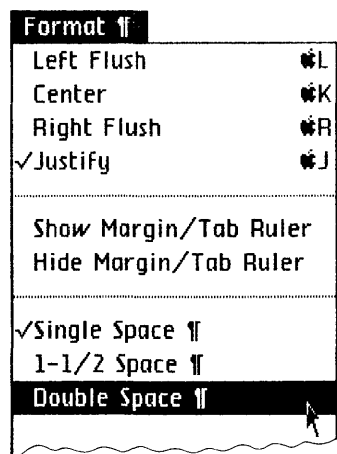 Format ¶
Left Flush L
Center K
Right Flush R
✓Justify J
Show Margin/Tab Ruler
Hide Margin/Tab Ruler
✓Single Space ¶
1-1/2 Space ¶
Double Space ¶